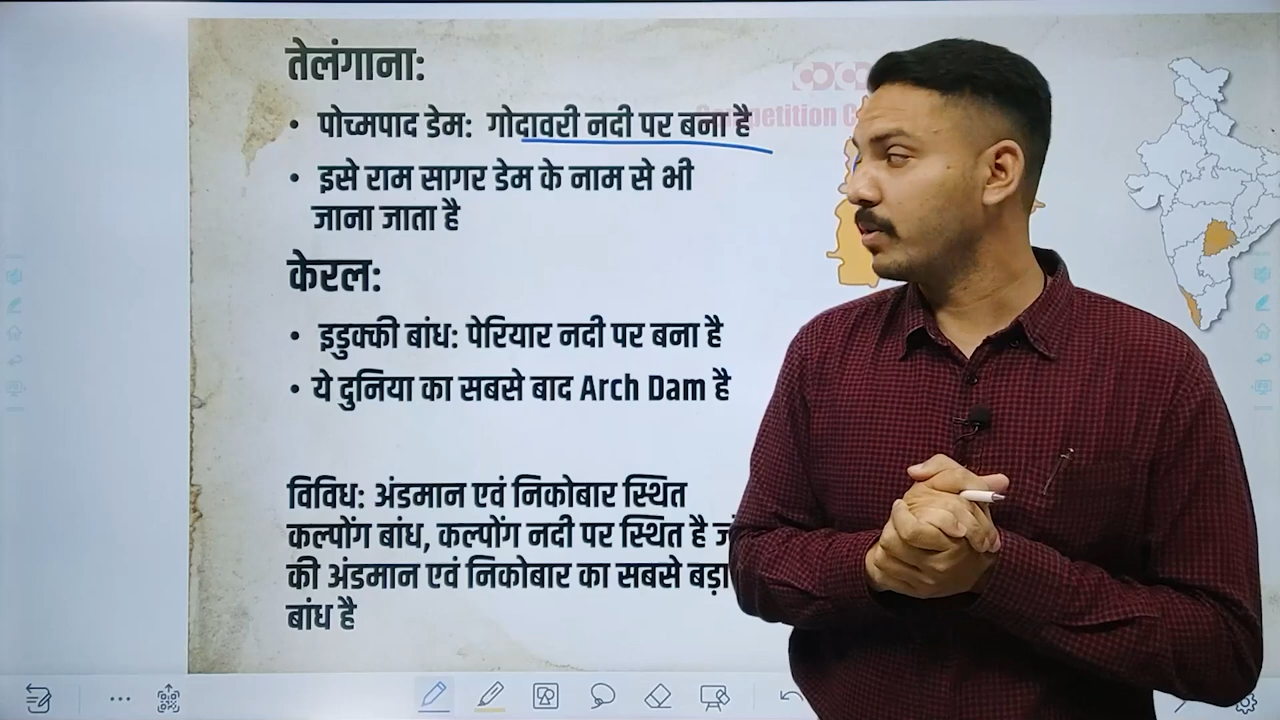 तेलंगाना:
• पोच्मपाद डेम: गोदावरी नदी पर बना है
• इसे राम सागर डेम के नाम से भी
जाना जाता है
केरल:
• इडुक्की बांध: पेरियार नदी पर बना है
• ये दुनिया का सबसे बाद Arch Dam है
विविध: अंडमान एवं निकोबार स्थित
कल्पोंग बांध, कल्पोंग नदी पर स्थित है
की अंडमान एवं निकोबार का सबसे बड़ा
बांध है